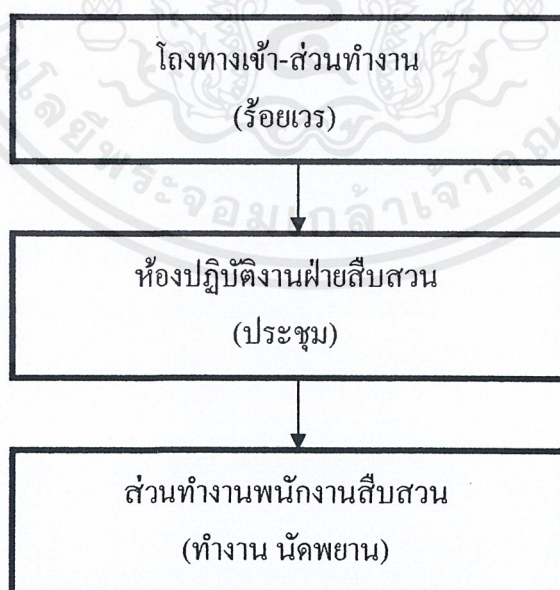 โถงทางเข้า-ส่วนทำงาน
(ร้อยเวร)
ห้องปฏิบัติงานฝ่ายสืบสวน
(ประชุม)
ส่วนทำงานพนักงานสืบสวน
(ทำงาน นัดพยาน)